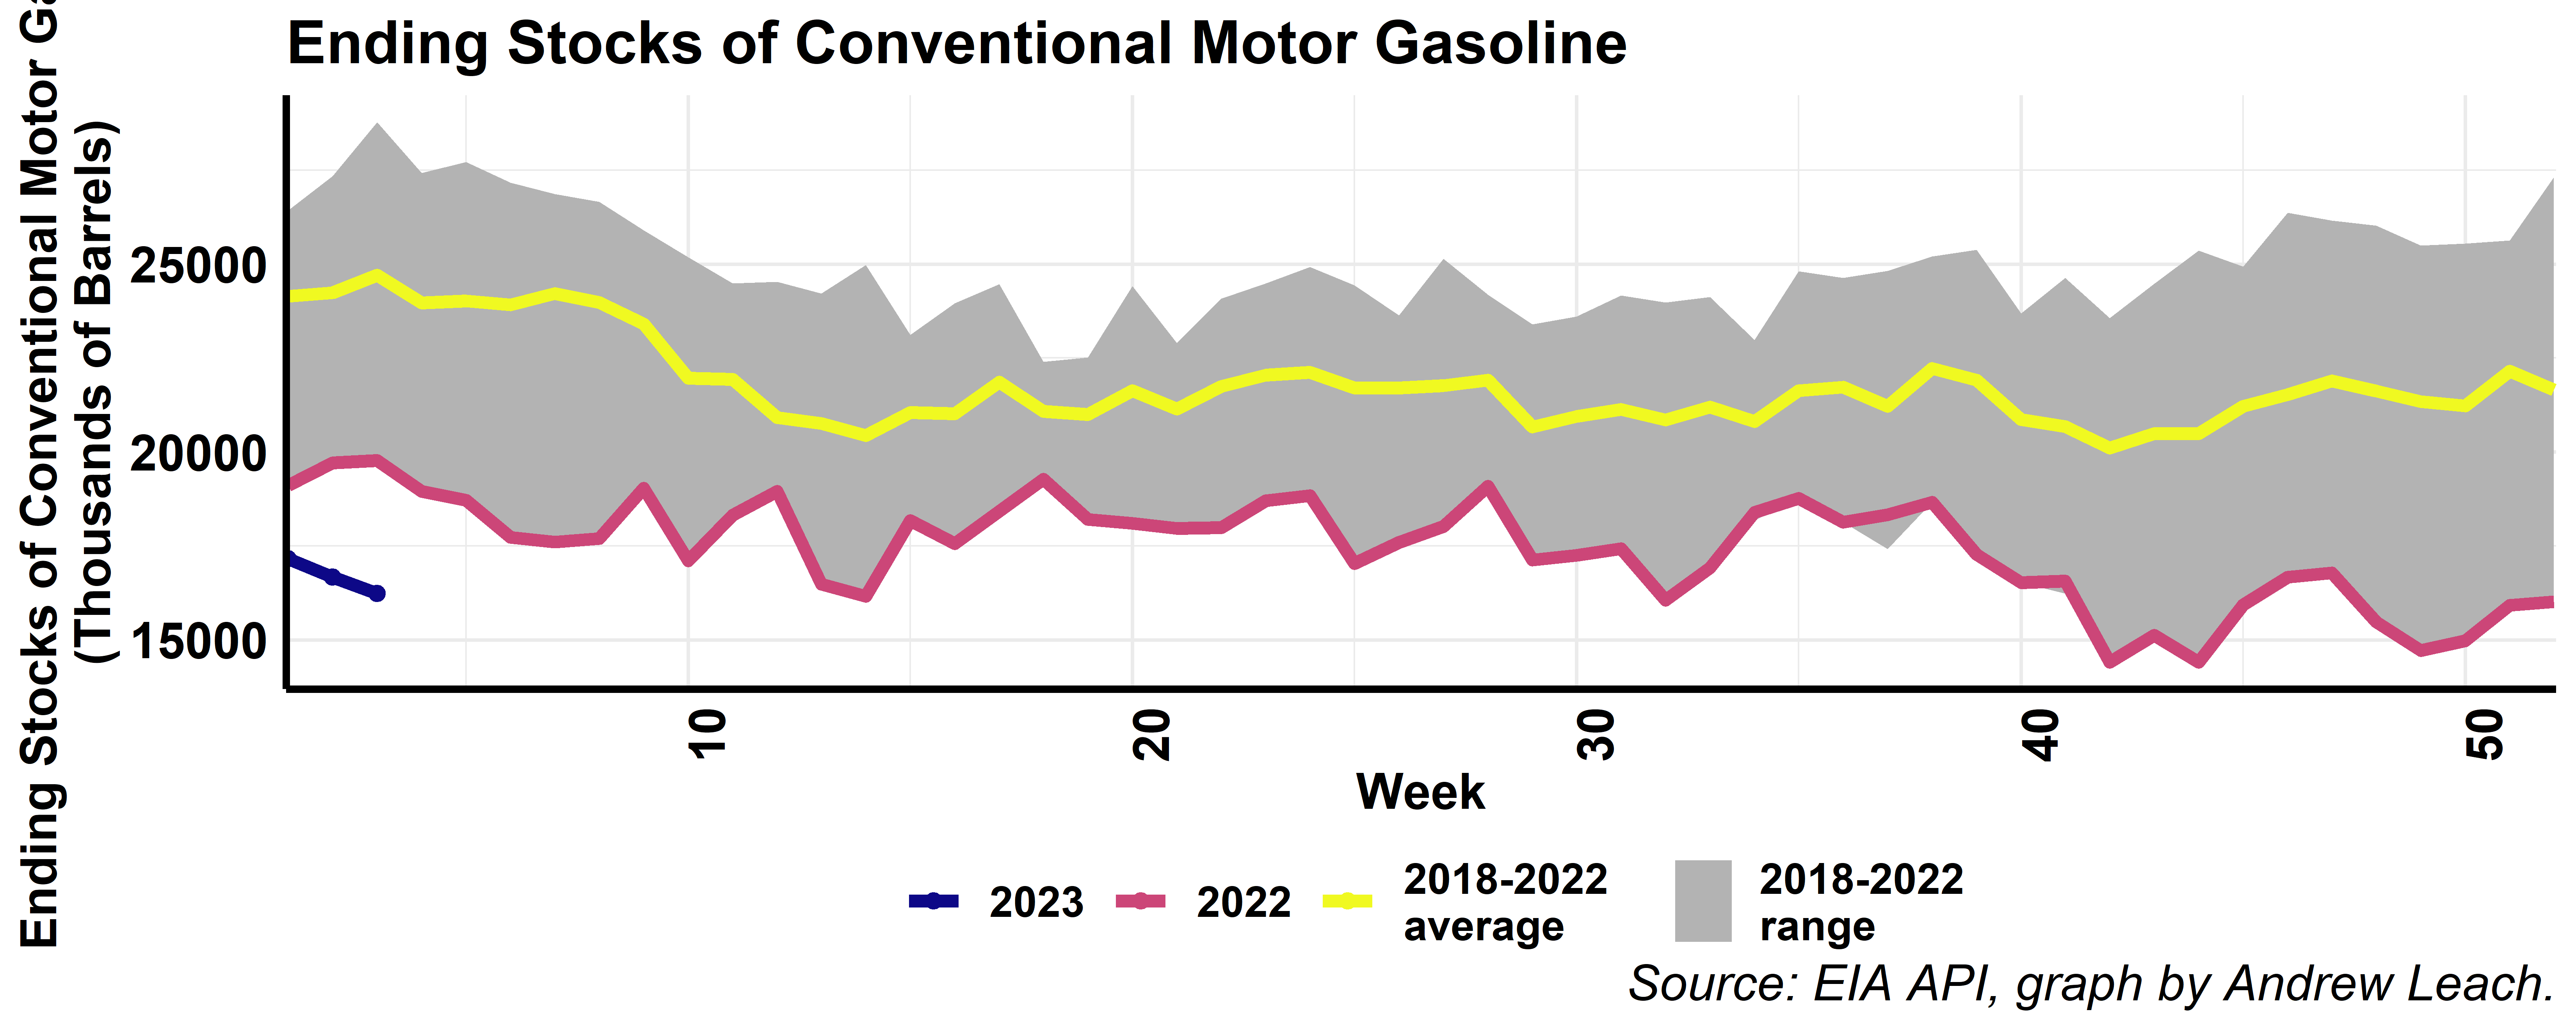 Ending Stocks of Conventional Motor Gasoline
Ending Stocks of Conventional Motor
(Thousands of Barrels)
25000
20000
15000
10
20
30
40
50
Week
2023
2022
2018-2022
average
2018-2022
range
Source: EIA API, graph by Andrew Leach.